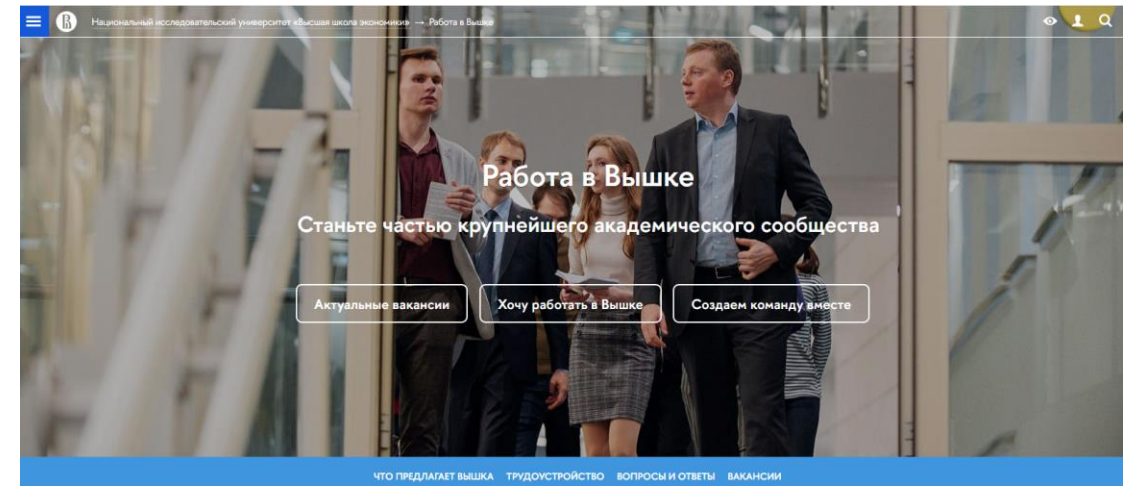 Национальный исследовательский университет «Высшая школа экономики» → Работа в Вышке
Работа в Вышке
Станьте частью крупнейшего академического сообщества
Актуальные вакансии
Хочу работать в Вышке
Создаем команду вместе
ЧТО ПРЕДЛАГАЕТ ВЫШКА ТРУДОУСТРОЙСТВО ВОПРОСЫ И ОТВЕТЫ ВАКАНСИИ